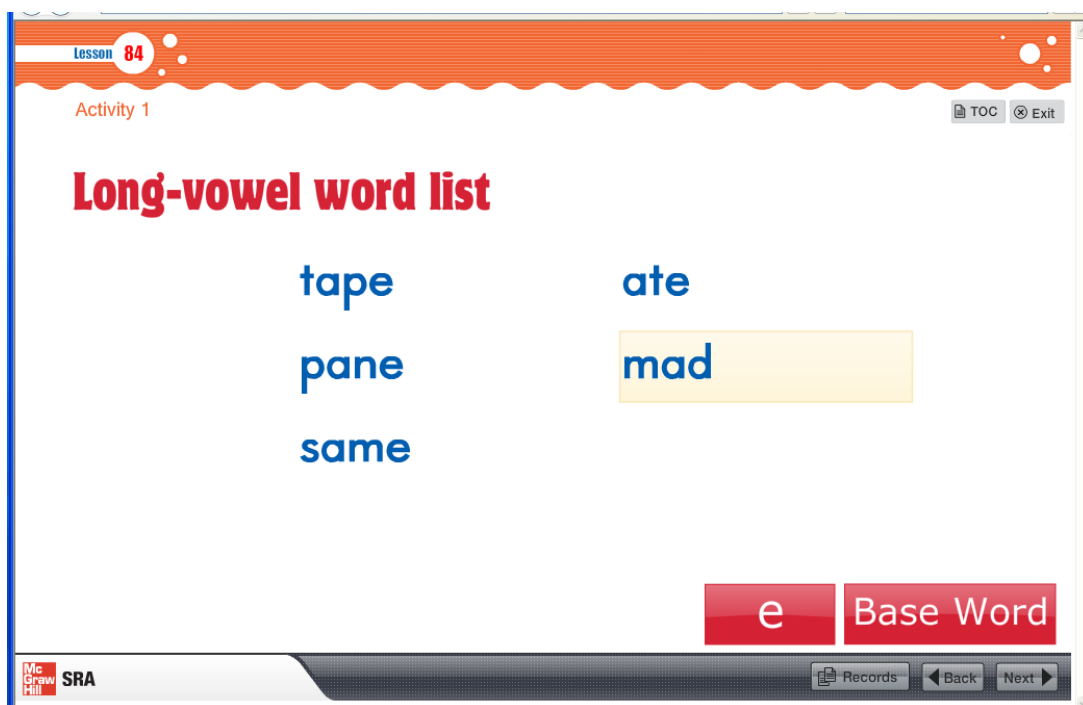 Lesson 84
Activity 1
TOC
Exit
Long-vowel word list
tape ate
pane mad
same
e
Base Word
Mc
Graw
Hill
SRA
Records
Back
Next